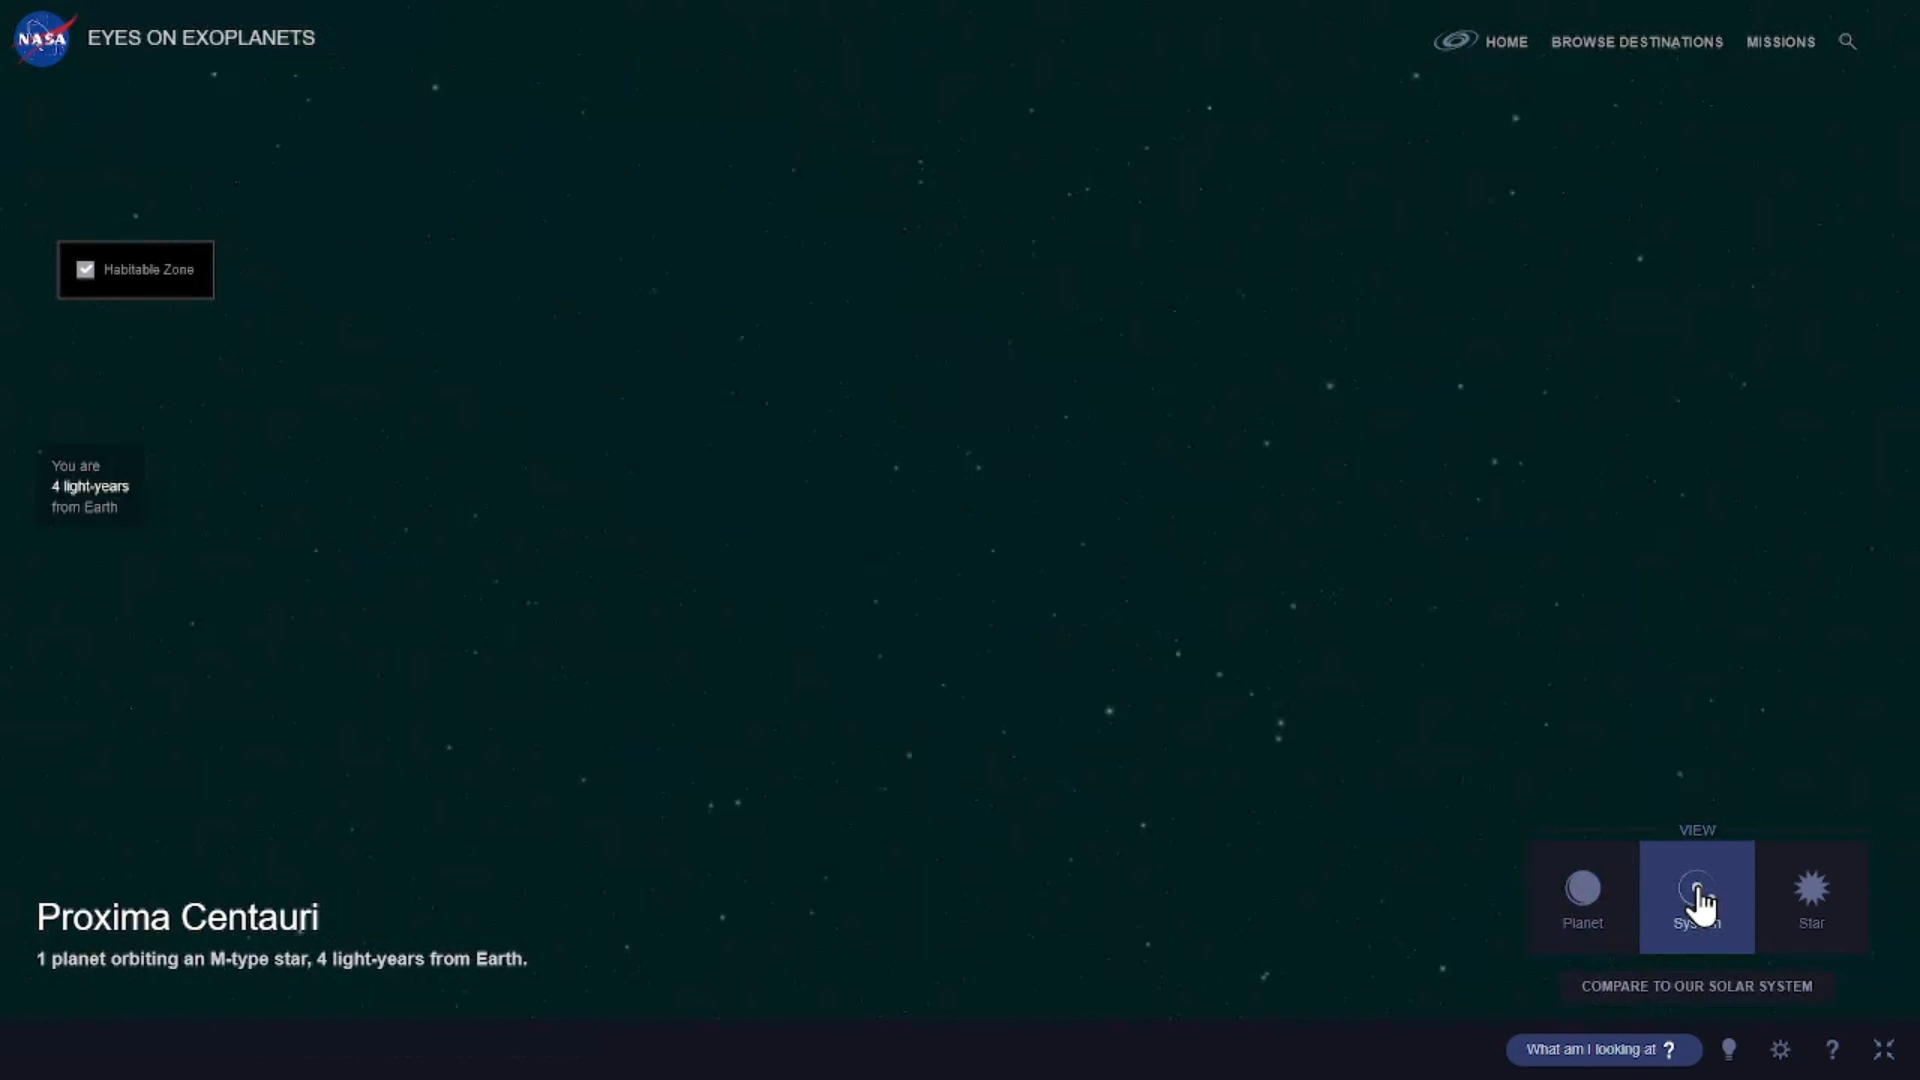 NASA
EYES ON EXOPLANETS
HOME
BROWSE DESTINATIONS
MISSIONS
Habitable Zone
You are
4 light-years
from Earth
VIEW
Planet
System
Star
COMPARE TO OUR SOLAR SYSTEM
Proxima Centauri
1 planet orbiting an M-type star, 4 light-years from Earth.
What am I looking at ?
?